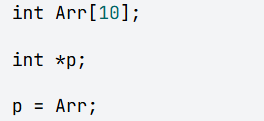 int Arr[10];
int *p;
p = Arr;